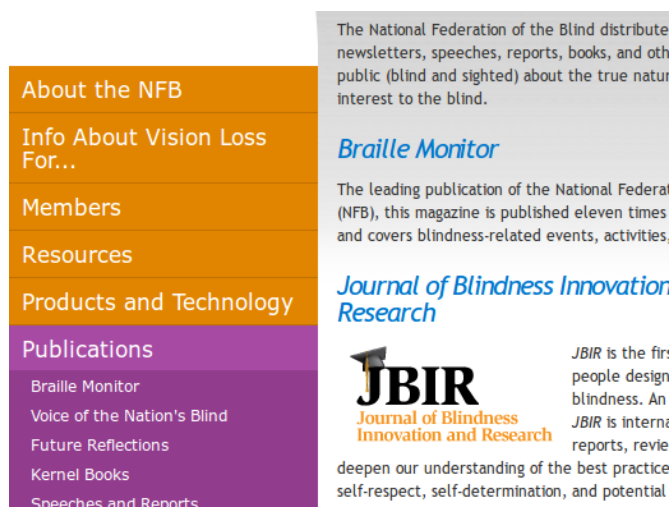 About the NFB
Info About Vision Loss
For...
Members
Resources
Products and Technology
Publications
Braille Monitor
Voice of the Nation's Blind
Future Reflections
Kernel Books
Speeches and Reports
The National Federation of the Blind distribute
newsletters, speeches, reports, books, and oth
public (blind and sighted) about the true natur
interest to the blind.
Braille Monitor
The leading publication of the National Federat
(NFB), this magazine is published eleven times
and covers blindness-related events, activities,
Journal of Blindness Innovation
Research
JBIR
Journal of Blindness
Innovation and Research
JBIR is the firs
people design
blindness. An
JBIR is interna
reports, revie
deepen our understanding of the best practice
self-respect, self-determination, and potential